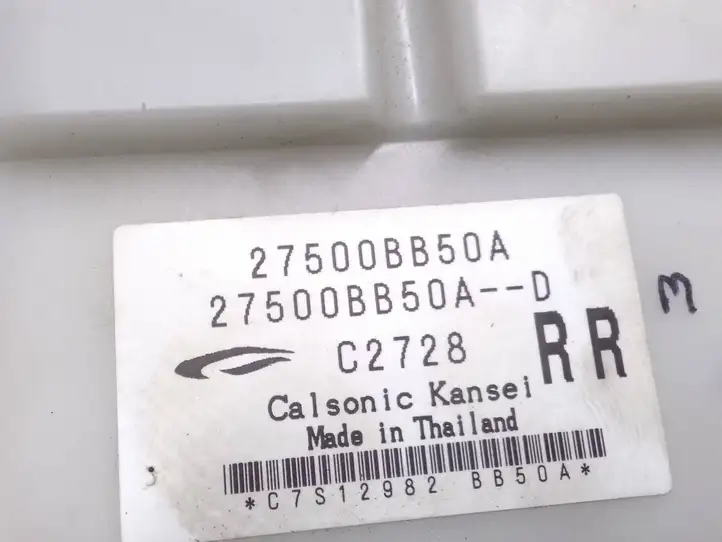 27500BB50A
27500BB50A--D
C2728
RR
Calsonic Kansei
Made in Thailand
*C7S12982 BB50A*
M